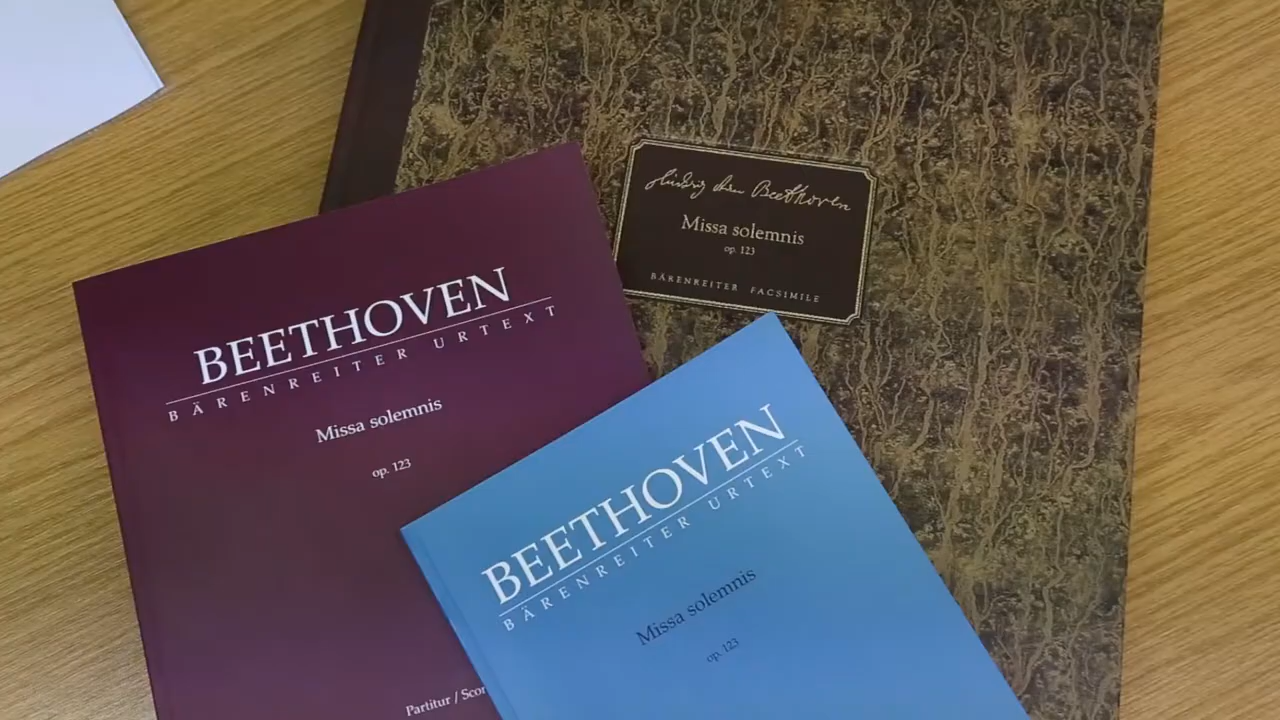 Ludwig van Beethoven
Missa solemnis
op. 123
BÄRENREITER FACSIMILE
BEETHOVEN
BÄRENREITER URTEXT
Missa solemnis
op. 123
Partitur / Scor
BEETHOVEN
BÄRENREITER URTEXT
Missa solemnis
op. 123